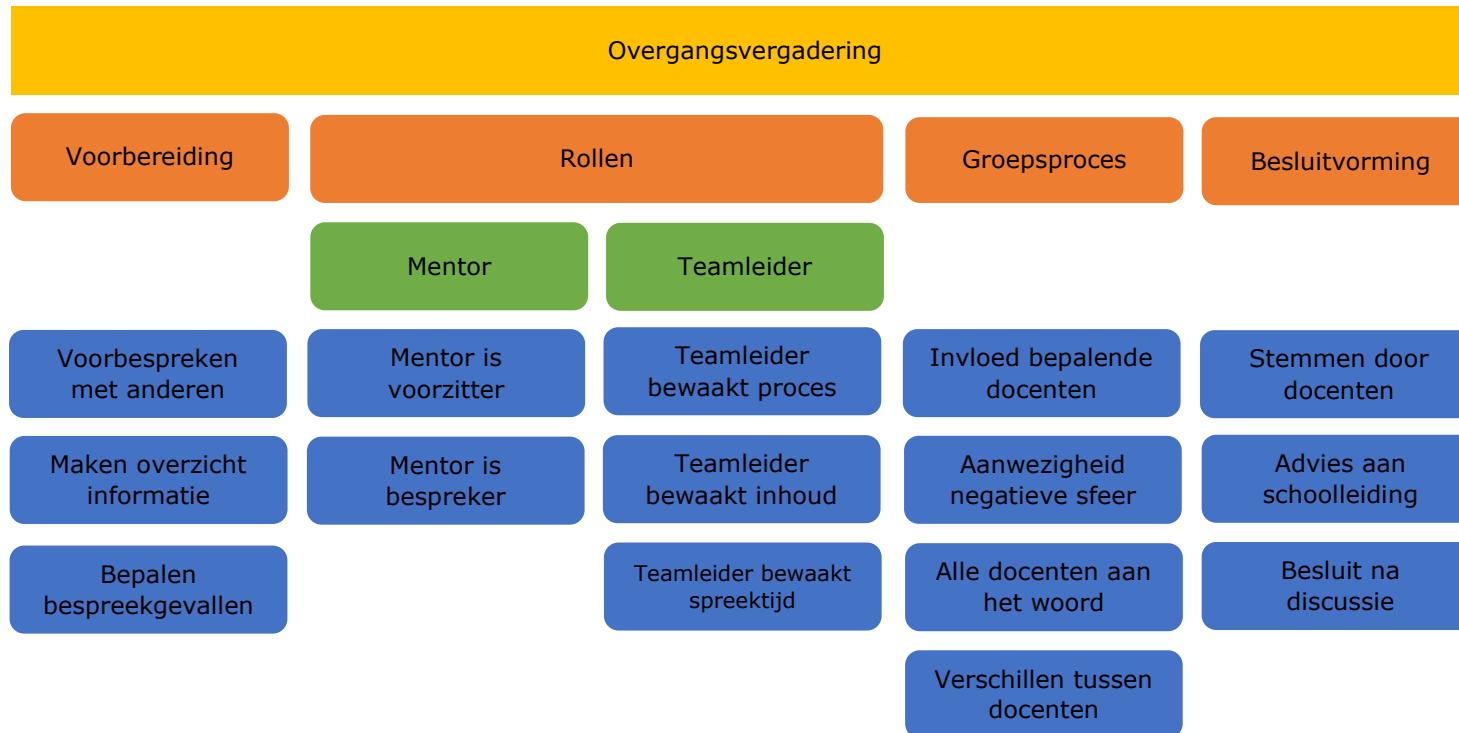 Overgangsvergadering
Voorbereiding
Rollen
Groepsproces
Besluitvorming
Mentor
Teamleider
Voorbespreken
met anderen
Mentor is
voorzitter
Teamleider
bewaakt proces
Invloed bepalende
docenten
Stemmen door
docenten
Maken overzicht
informatie
Mentor is
bespreker
Teamleider
bewaakt inhoud
Aanwezigheid
negatieve sfeer
Advies aan
schoolleiding
Bepalen
bespreekgevallen
Teamleider bewaakt
spreektijd
Alle docenten aan
het woord
Besluit na
discussie
Verschillen tussen
docenten